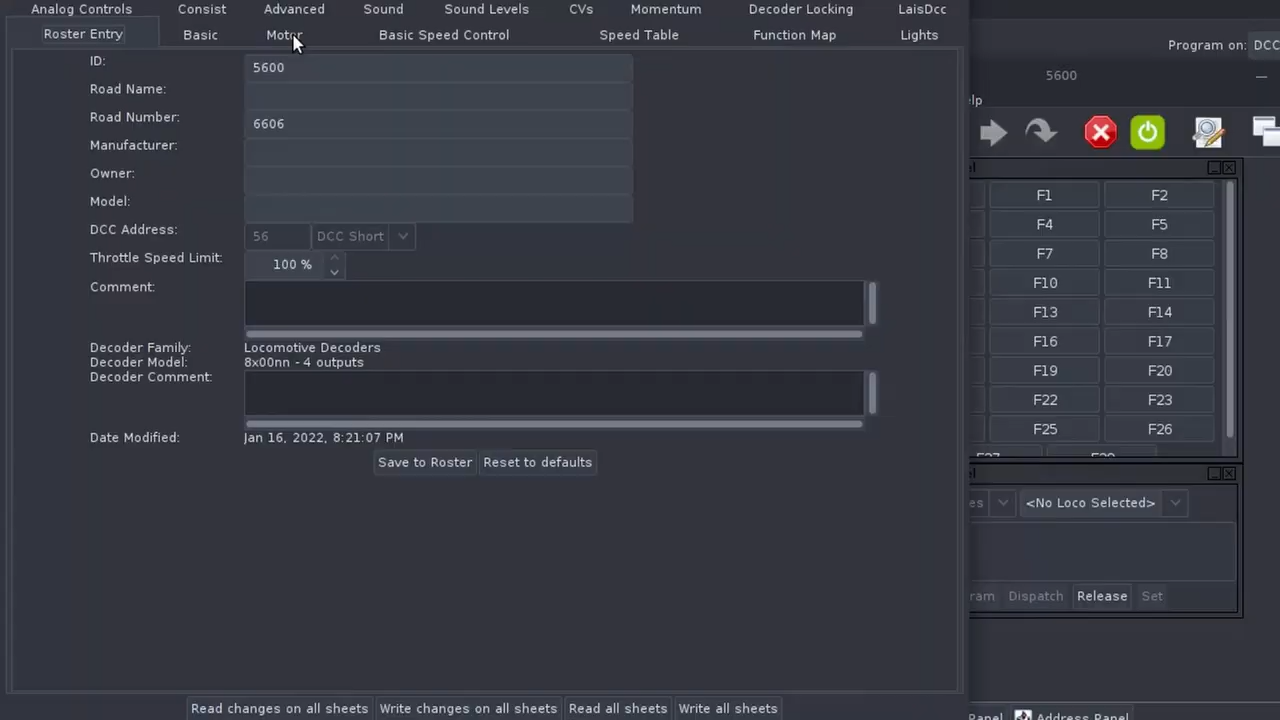 Analog Controls Consist Advanced Sound Sound Levels CVs Momentum Decoder Locking LaisDcc
Roster Entry Basic Motor Basic Speed Control Speed Table Function Map Lights
ID: 5600
Road Name:
Road Number: 6606
Manufacturer:
Owner:
Model:
DCC Address: 56 DCC Short
Throttle Speed Limit: 100 %
Comment:
Decoder Family: Locomotive Decoders
Decoder Model: 8x00nn - 4 outputs
Decoder Comment:
Date Modified: Jan 16, 2022, 8:21:07 PM
Save to Roster Reset to defaults
Read changes on all sheets Write changes on all sheets Read all sheets Write all sheets
Program on: DCC
5600
elp
F1 F2
F4 F5
F7 F8
F10 F11
F13 F14
F16 F17
F19 F20
F22 F23
F25 F26
es <No Loco Selected>
ram Dispatch Release Set
Panel Address Panel